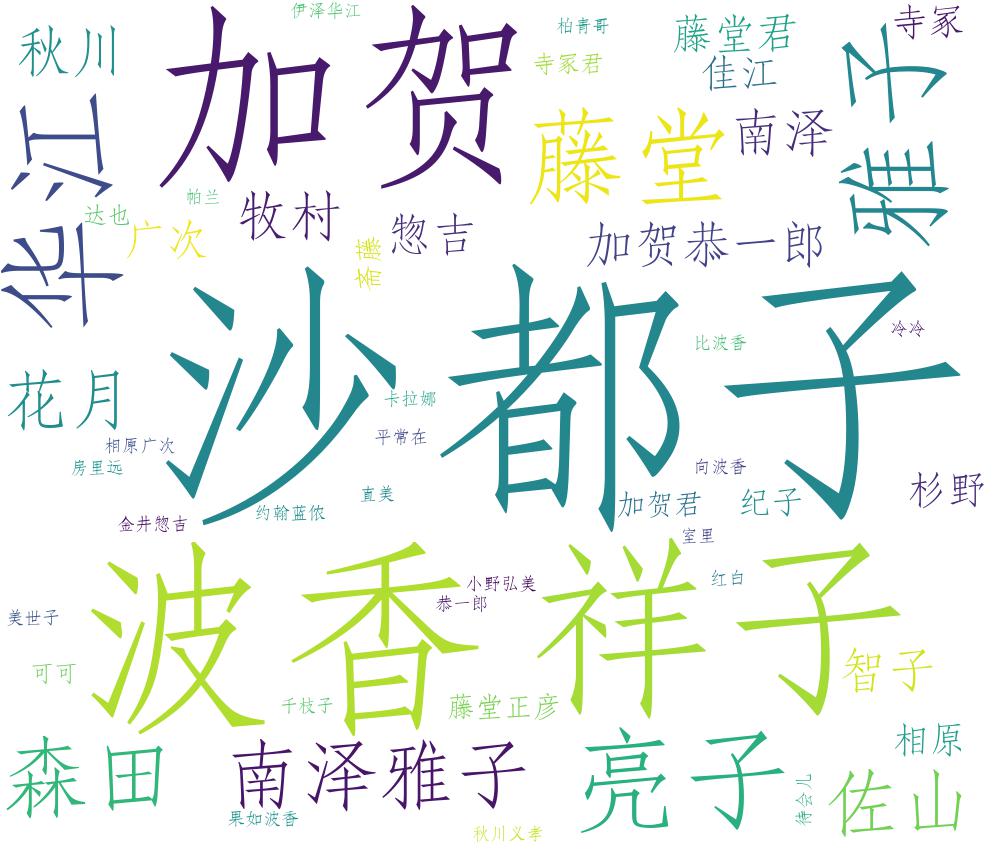 伊泽华江
秋川
加贺
柏青哥
藤堂君
寺冢
寺冢君
佳江
雅子
华江
藤堂
南泽
达也
帕兰
牧村
惣吉
广次
斋藤
加贺恭一郎
沙都子
比波香
冷冷
花月
卡拉娜
相原广次
平常在
房里远
向波香
直美
加贺君
纪子
杉野
金井惣吉
约翰蓝侬
室里
波香
祥子
小野弘美
恭一郎
红白
美世子
可可
智子
千枝子
藤堂正彦
森田
南泽雅子
亮子
相原
佐山
待会儿
果如波香
秋川义孝